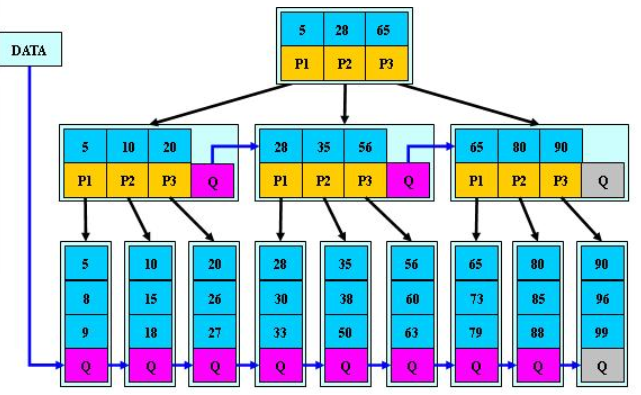 5 28 65
DATA
P1 P2 P3
5 10 20
28 35 56
65 80 90
P1 P2 P3 Q
P1 P2 P3 Q
P1 P2 P3 Q
5 10 20 28 35 56 65 80 90
8 15 26 30 38 60 73 85 96
9 18 27 33 50 63 79 88 99
Q Q Q Q Q Q Q Q Q